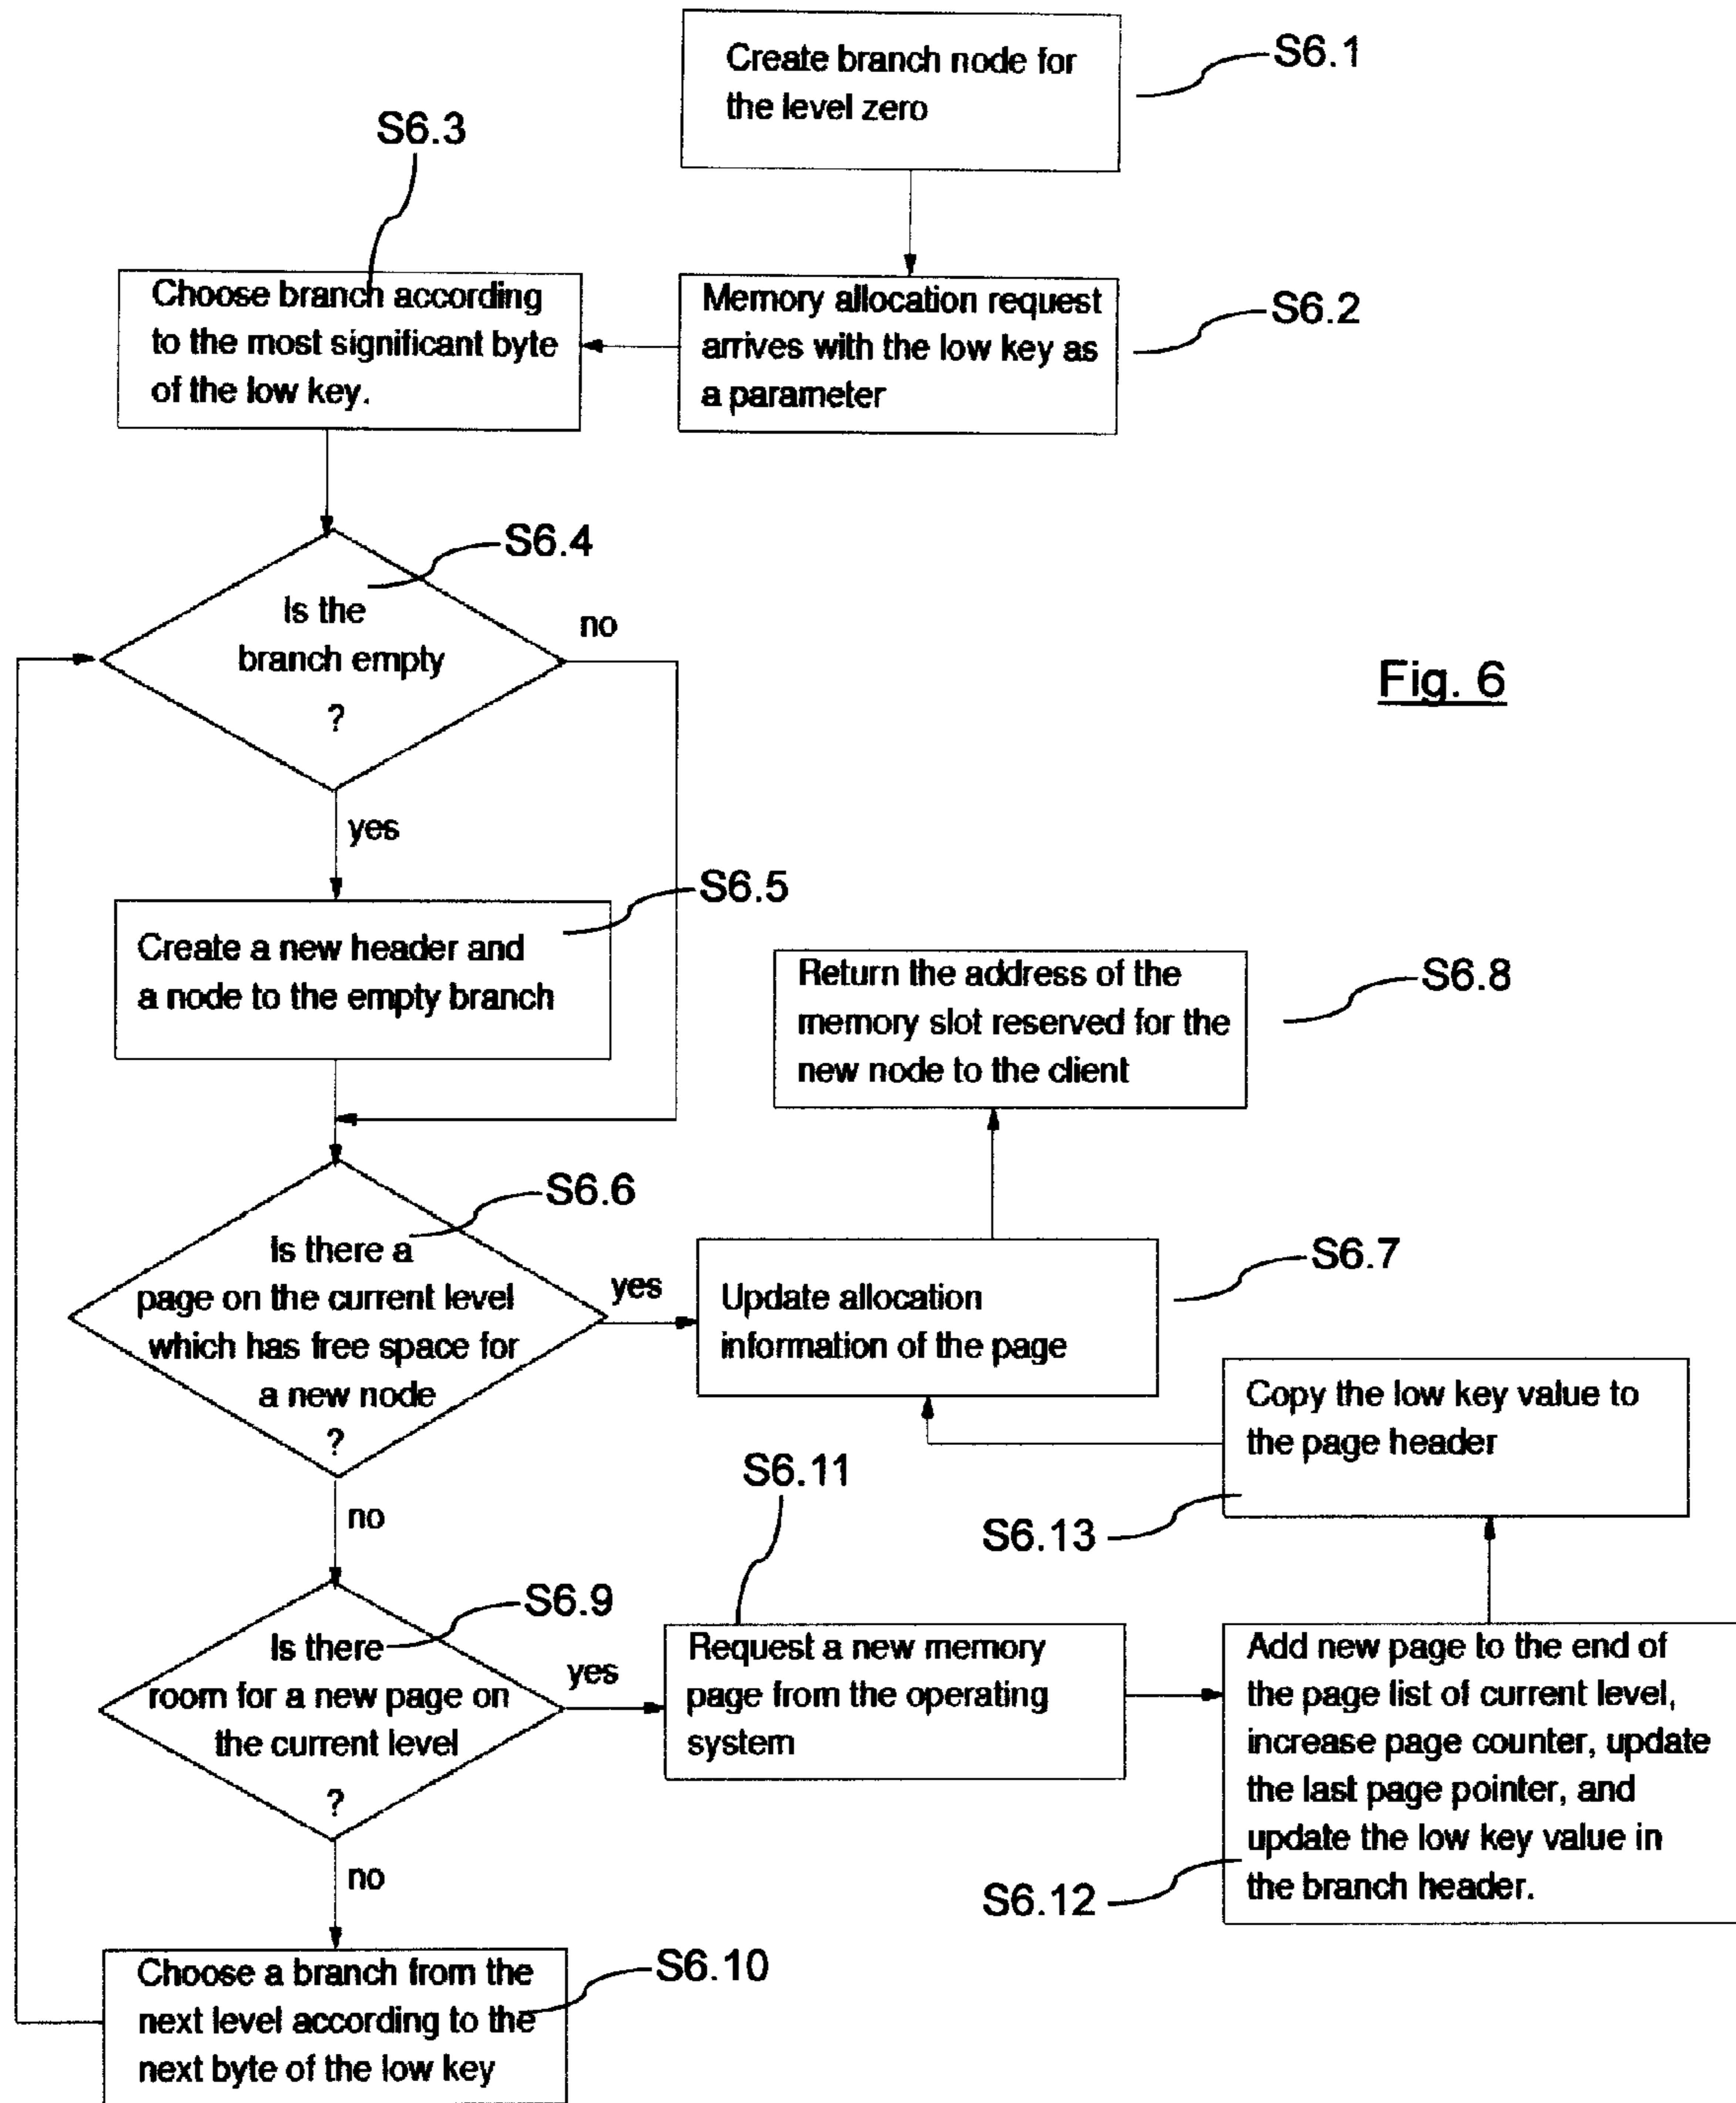 Create branch node for
the level zero
S6.1
S6.3
Choose branch according
to the most significant byte
of the low key.
Memory allocation request
arrives with the low key as
a parameter
S6.2
S6.4
Is the
branch empty
?
no
yes
Fig. 6
S6.5
Create a new header and
a node to the empty branch
Return the address of the
memory slot reserved for the
new node to the client
S6.8
S6.6
Is there a
page on the current level
which has free space for
a new node
?
yes
no
Update allocation
information of the page
S6.7
Copy the low key value to
the page header
S6.13
S6.11
S6.9
Is there
room for a new page on
the current level
?
yes
no
Request a new memory
page from the operating
system
Add new page to the end of
the page list of current level,
increase page counter, update
the last page pointer, and
update the low key value in
the branch header.
S6.12
Choose a branch from the
next level according to the
next byte of the low key
S6.10